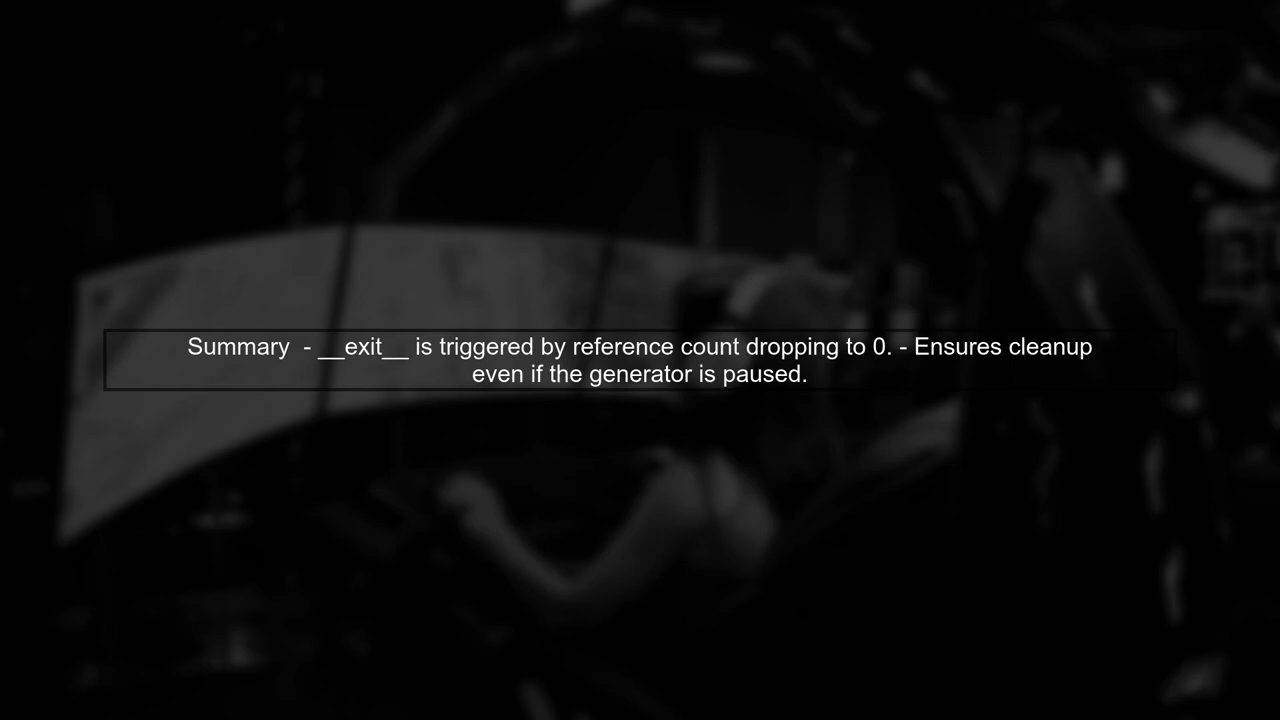 Summary  - __exit__ is triggered by reference count dropping to 0. - Ensures cleanup
even if the generator is paused.